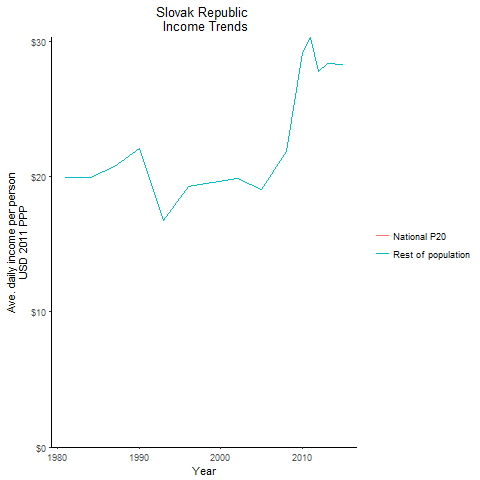 Slovak Republic
Income Trends
$30
$20
$10
$0
Ave. daily income per person
USD 2011 PPP
1980
1990
2000
2010
Year
National P20
Rest of population